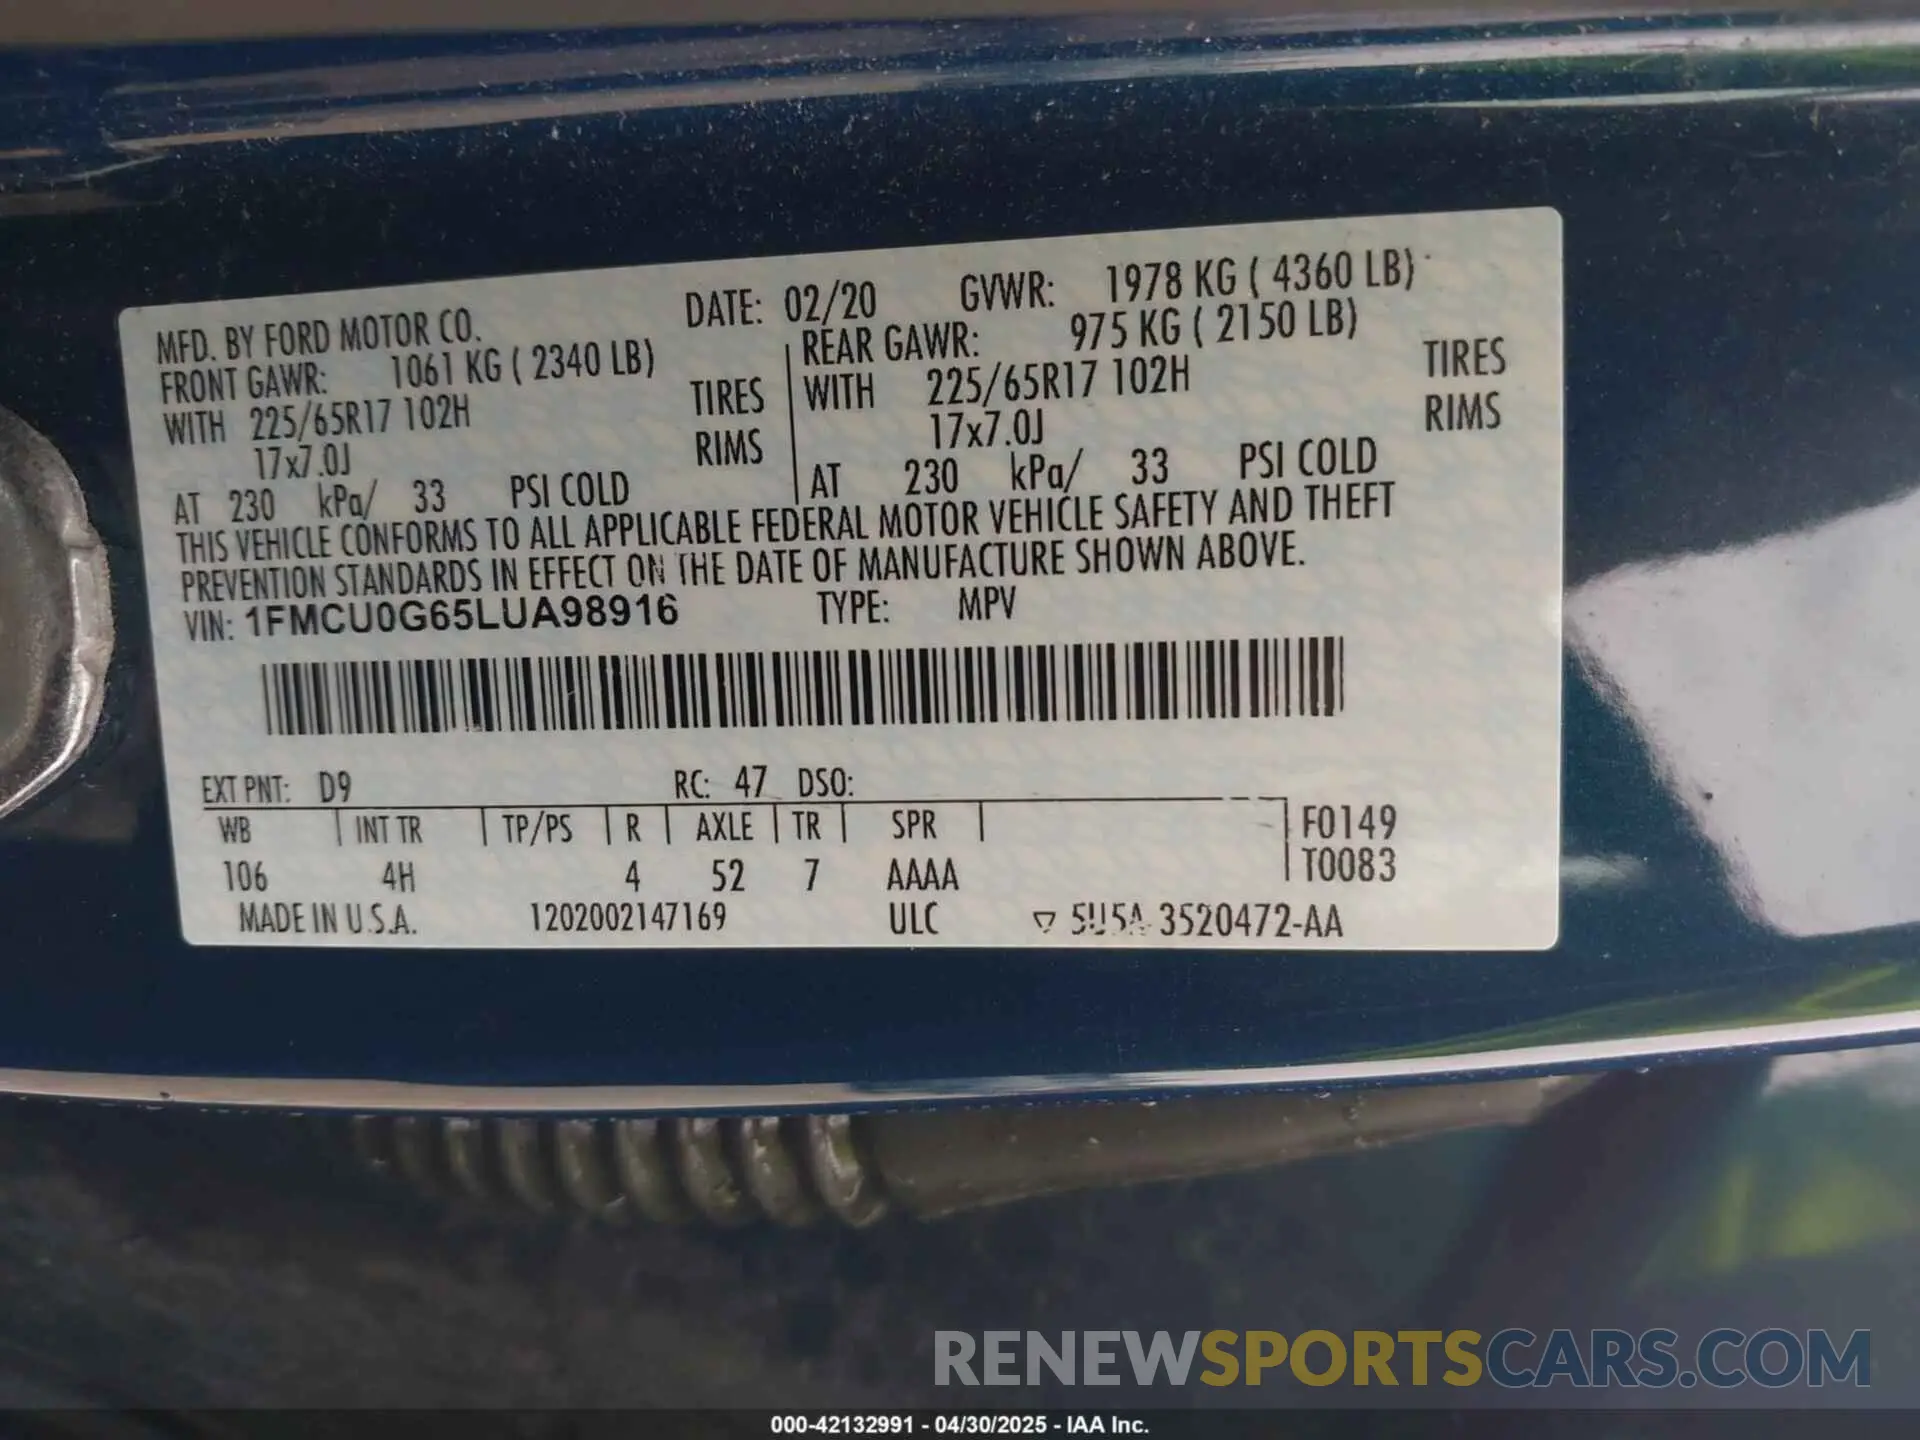 MFD. BY FORD MOTOR CO. DATE: 02/20 GVWR: 1978 KG ( 4360 LB)
FRONT GAWR: 1061 KG ( 2340 LB) REAR GAWR: 975 KG ( 2150 LB)
WITH 225/65R17 102H TIRES WITH 225/65R17 102H TIRES
17x7.0J RIMS 17x7.0J RIMS
AT 230 kPa/ 33 PSI COLD AT 230 kPa/ 33 PSI COLD
THIS VEHICLE CONFORMS TO ALL APPLICABLE FEDERAL MOTOR VEHICLE SAFETY AND THEFT
PREVENTION STANDARDS IN EFFECT ON THE DATE OF MANUFACTURE SHOWN ABOVE.
VIN: 1FMCU0G65LUA98916 TYPE: MPV
EXT PNT: D9 RC: 47 DSO:
WB INT TR TP/PS R AXLE TR SPR F0149
106 4H 4 52 7 AAAA T0083
MADE IN U.S.A. 1202002147169 ULC 5U5A-3520472-AA
RENEWSPORTSCARS.COM
000-42132991 - 04/30/2025 - IAA Inc.